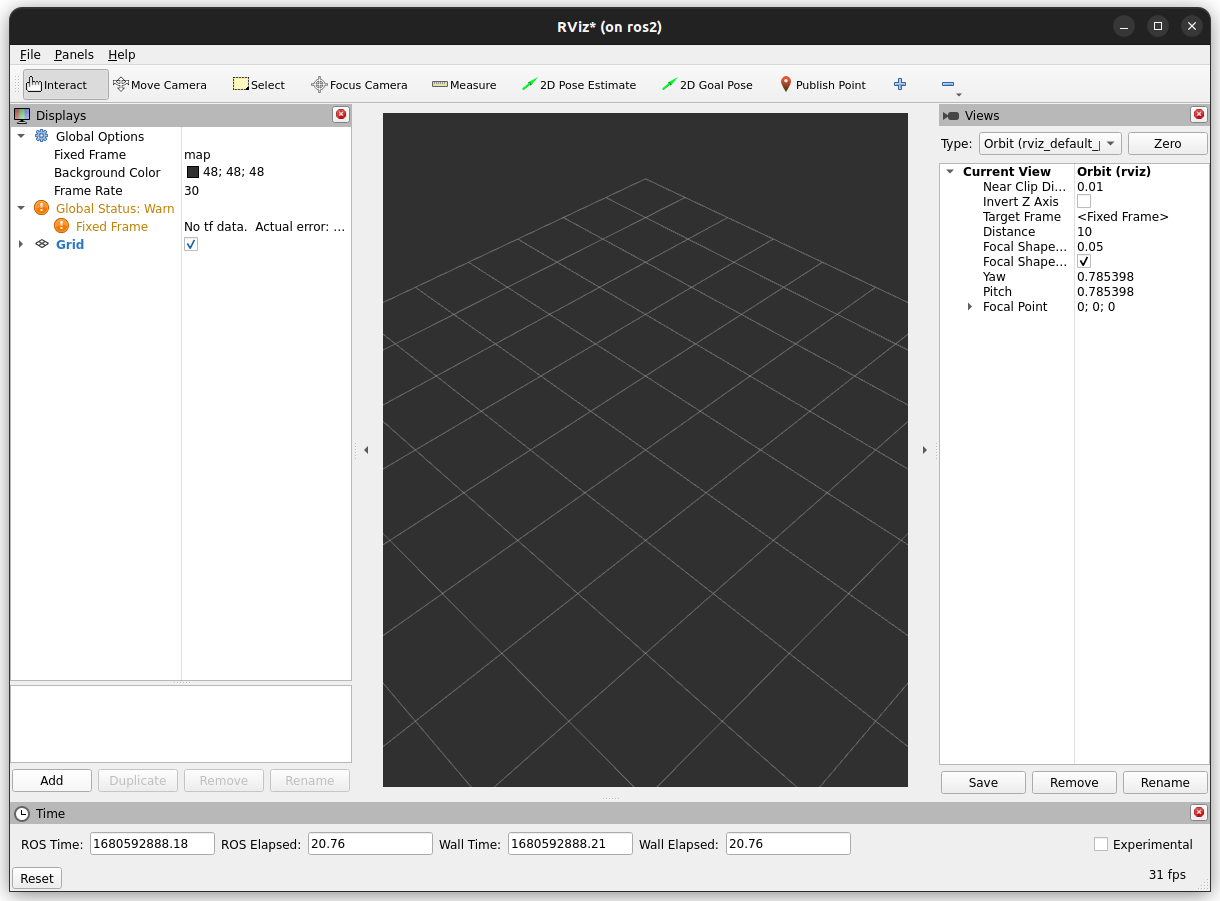 RViz* (on ros2)
File Panels Help
Interact Move Camera Select Focus Camera Measure 2D Pose Estimate 2D Goal Pose Publish Point
Displays
Global Options
Fixed Frame map
Background Color 48; 48; 48
Frame Rate 30
Global Status: Warn
Fixed Frame No tf data. Actual error: ...
Grid
Add Duplicate Remove Rename
Views
Type: Orbit (rviz_default_ Zero
Current View Orbit (rviz)
Near Clip Di... 0.01
Invert Z Axis
Target Frame <Fixed Frame>
Distance 10
Focal Shape... 0.05
Focal Shape...
Yaw 0.785398
Pitch 0.785398
Focal Point 0; 0; 0
Save Remove Rename
Time
ROS Time: 1680592888.18 ROS Elapsed: 20.76 Wall Time: 1680592888.21 Wall Elapsed: 20.76 Experimental
Reset 31 fps